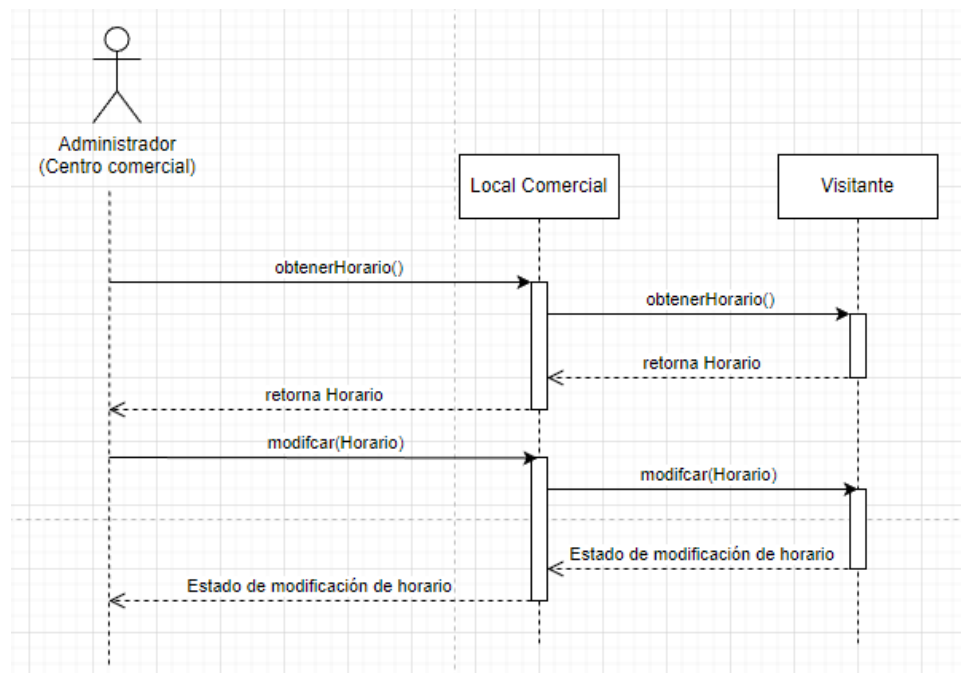 Administrador
(Centro comercial)
Local Comercial
Visitante
obtenerHorario()
obtenerHorario()
retorna Horario
retorna Horario
modifcar(Horario)
modifcar(Horario)
Estado de modificación de horario
Estado de modificación de horario